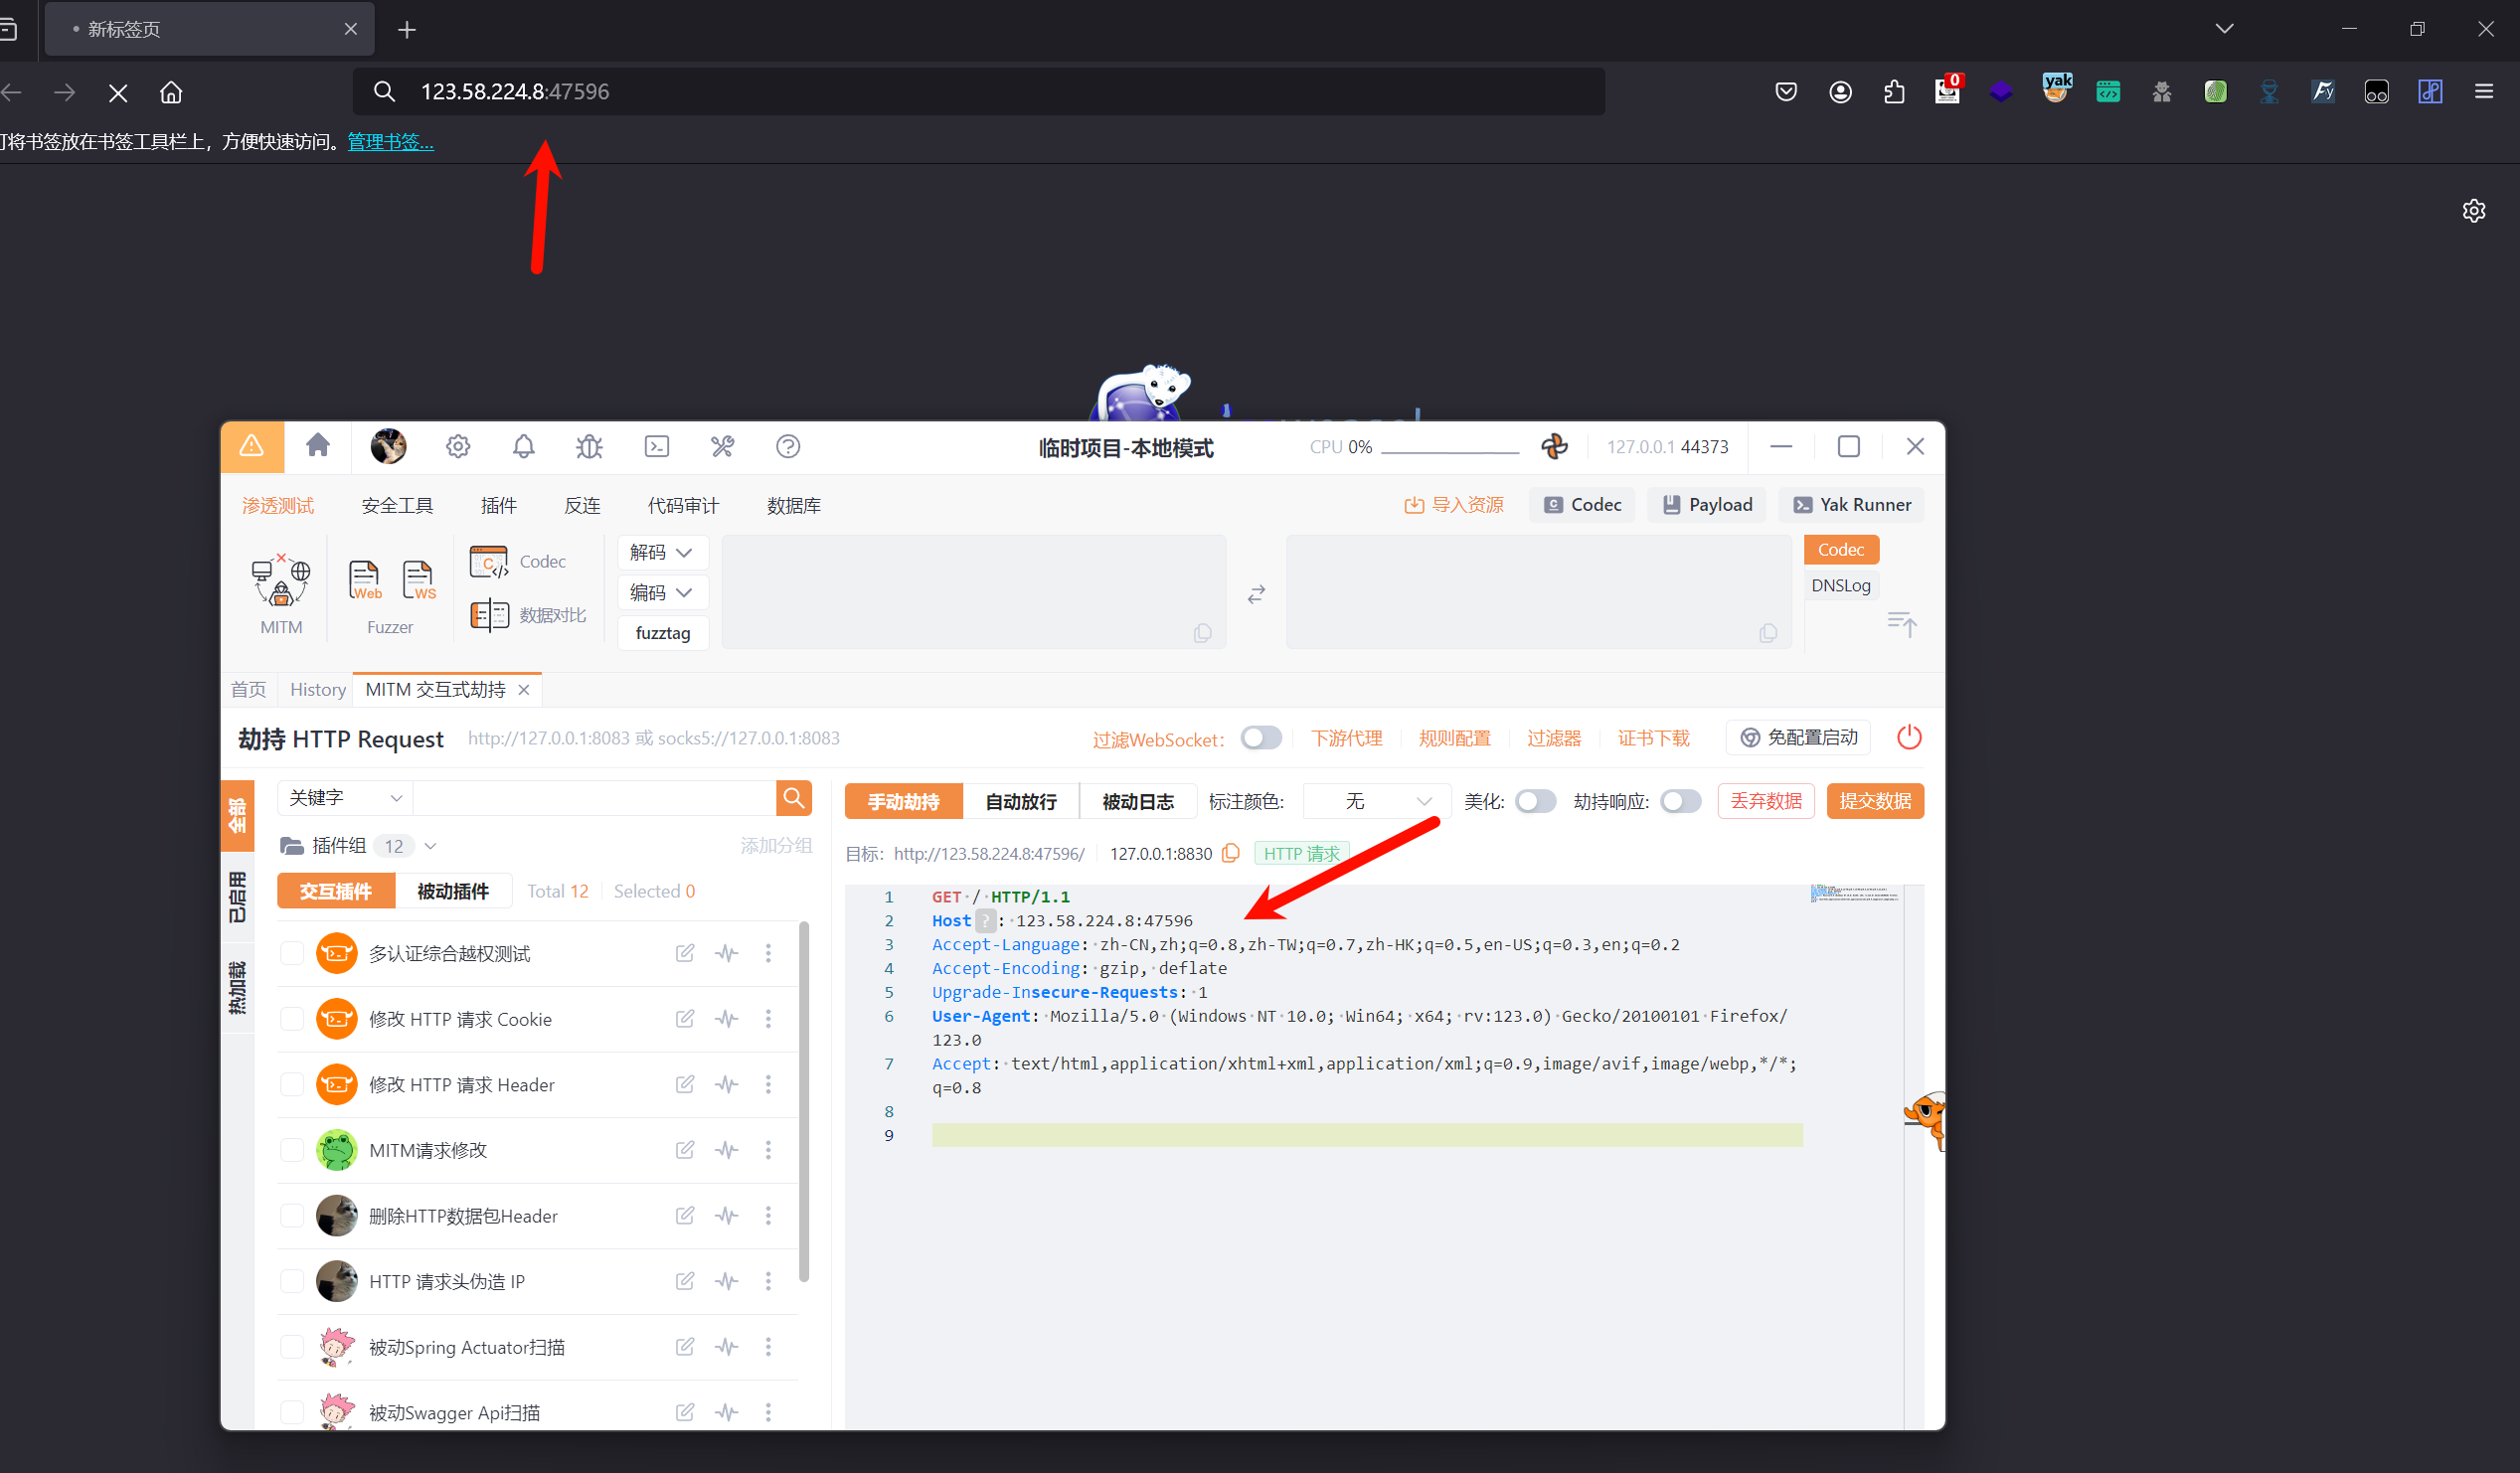 新标签页
123.58.224.8:47596
0
yak
将书签放在书签工具栏上，方便快速访问。管理书签...
临时项目-本地模式
CPU 0%
127.0.0.1 44373
渗透测试
安全工具
插件
反连
代码审计
数据库
导入资源
Codec
Payload
Yak Runner
MITM
Web
WS
Fuzzer
Codec
数据对比
解码
编码
fuzztag
Codec
DNSLog
首页
History
MITM 交互式劫持
劫持 HTTP Request
http://127.0.0.1:8083 或 socks5://127.0.0.1:8083
过滤WebSocket:
下游代理
规则配置
过滤器
证书下载
免配置启动
全部
已启用
热加载
关键字
插件组 12
添加分组
交互插件
被动插件
Total 12
Selected 0
多认证综合越权测试
修改 HTTP 请求 Cookie
修改 HTTP 请求 Header
MITM请求修改
删除HTTP数据包Header
HTTP 请求头伪造 IP
被动Spring Actuator扫描
被动Swagger Api扫描
手动劫持
自动放行
被动日志
标注颜色:
无
美化:
劫持响应:
丢弃数据
提交数据
目标: http://123.58.224.8:47596/
127.0.0.1:8830
HTTP 请求
1 GET / HTTP/1.1
2 Host ? : 123.58.224.8:47596
3 Accept-Language: zh-CN,zh;q=0.8,zh-TW;q=0.7,zh-HK;q=0.5,en-US;q=0.3,en;q=0.2
4 Accept-Encoding: gzip, deflate
5 Upgrade-Insecure-Requests: 1
6 User-Agent: Mozilla/5.0 (Windows NT 10.0; Win64; x64; rv:123.0) Gecko/20100101 Firefox/
123.0
7 Accept: text/html,application/xhtml+xml,application/xml;q=0.9,image/avif,image/webp,*/*;
q=0.8
8
9